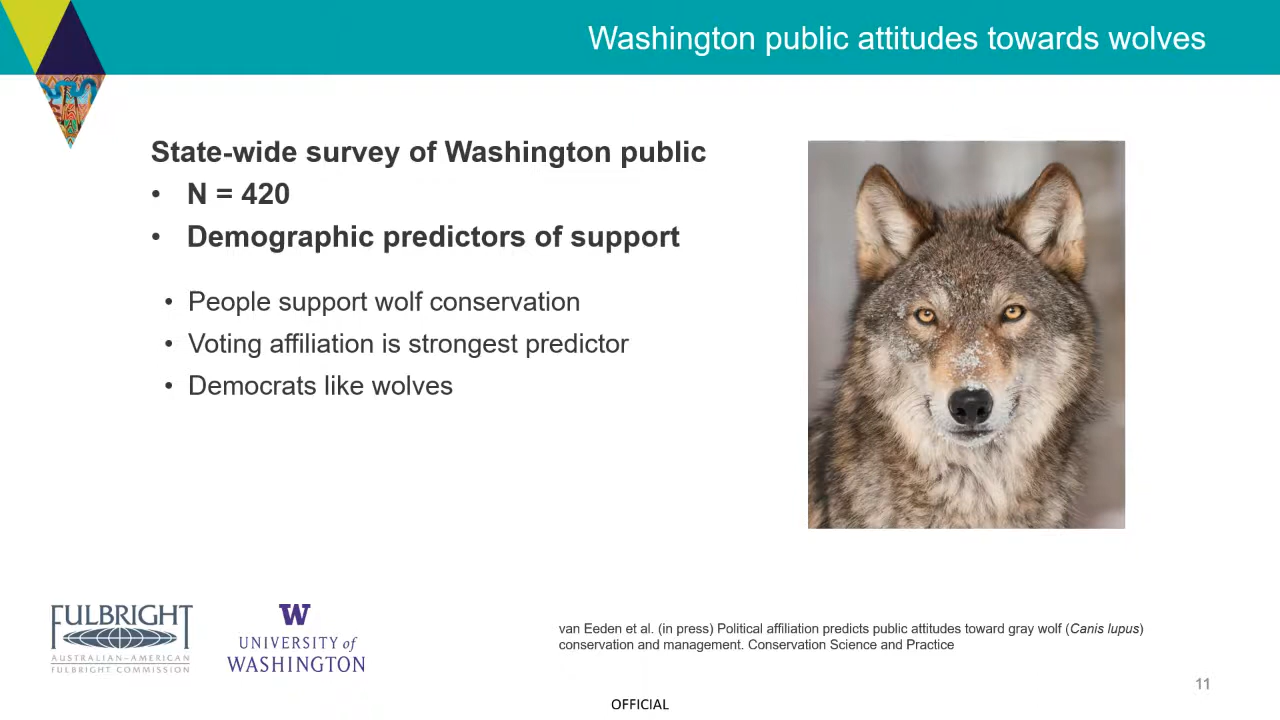 Washington public attitudes towards wolves
State-wide survey of Washington public
• N = 420
• Demographic predictors of support
• People support wolf conservation
• Voting affiliation is strongest predictor
• Democrats like wolves
FULBRIGHT
AUSTRALIAN–AMERICAN
FULBRIGHT COMMISSION
W
UNIVERSITY of
WASHINGTON
van Eeden et al. (in press) Political affiliation predicts public attitudes toward gray wolf (Canis lupus)
conservation and management. Conservation Science and Practice
11
OFFICIAL